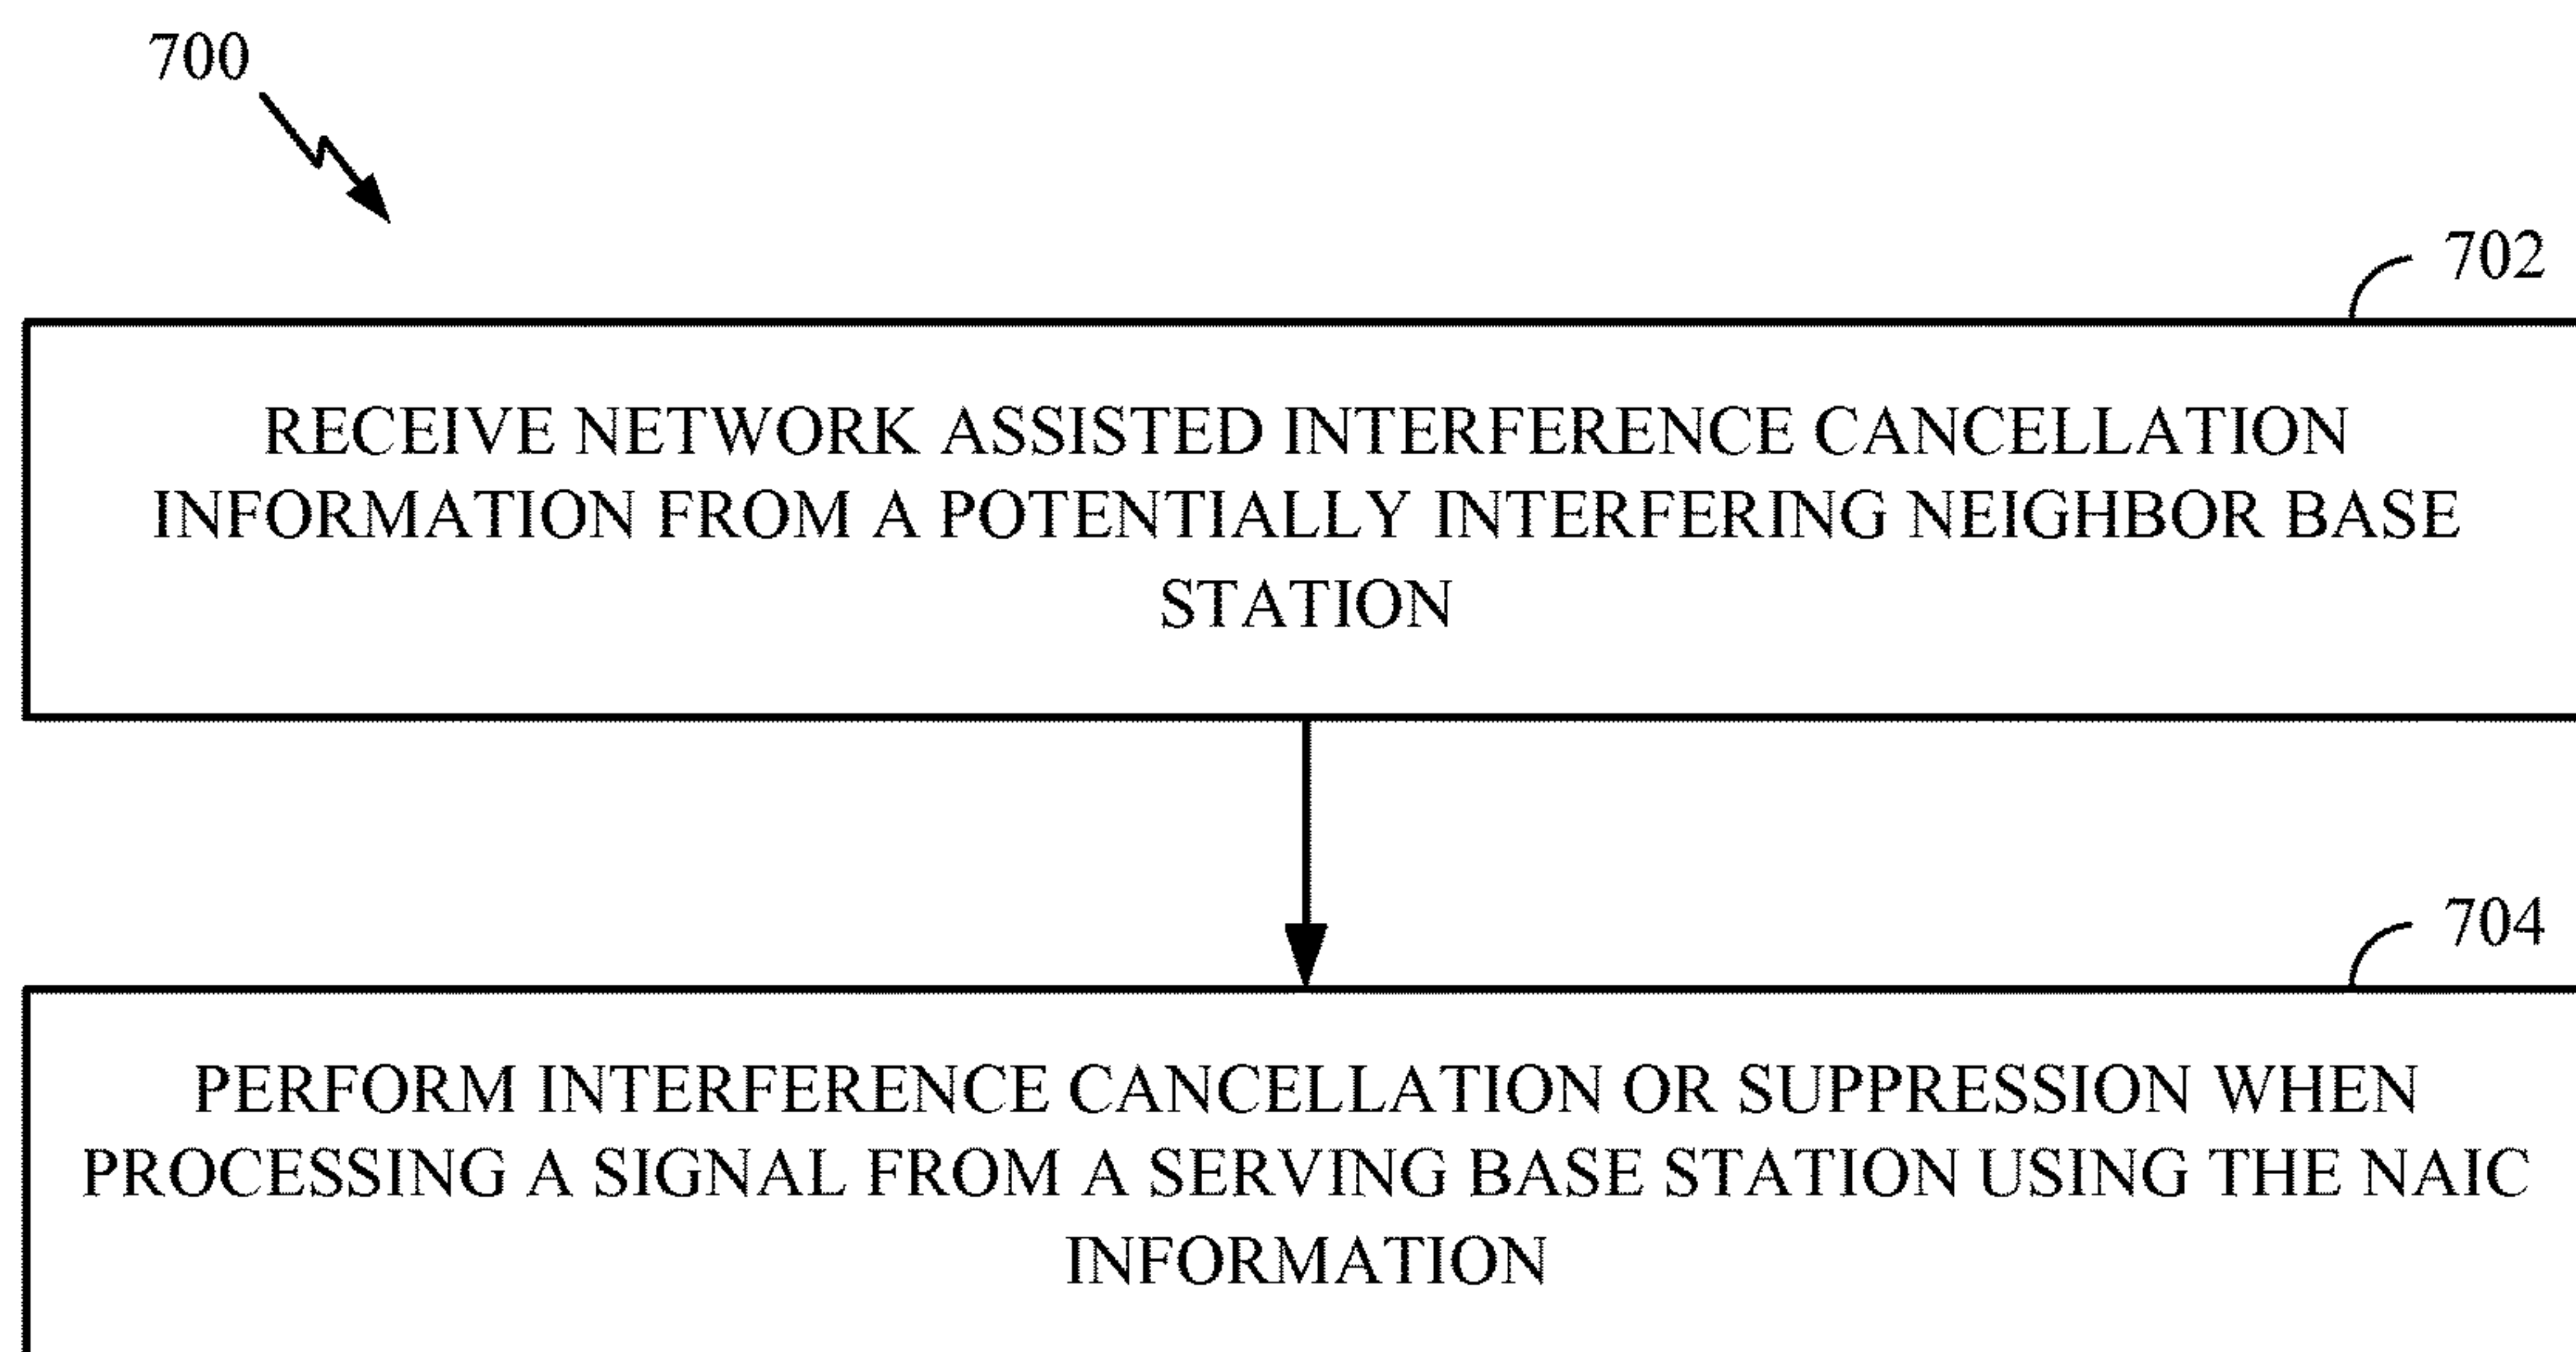 700
702
RECEIVE NETWORK ASSISTED INTERFERENCE CANCELLATION
INFORMATION FROM A POTENTIALLY INTERFERING NEIGHBOR BASE
STATION
704
PERFORM INTERFERENCE CANCELLATION OR SUPPRESSION WHEN
PROCESSING A SIGNAL FROM A SERVING BASE STATION USING THE NAIC
INFORMATION